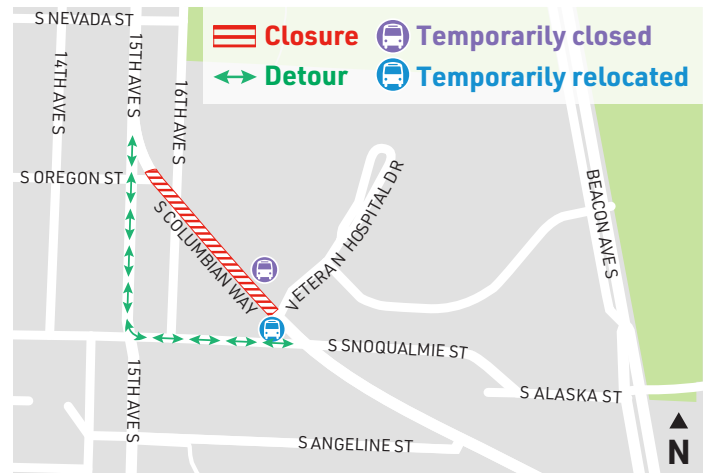 S NEVADA ST
Closure
Temporarily closed
Detour
Temporarily relocated
14TH AVE S
15TH AVE S
16TH AVE S
S OREGON ST
S COLUMBIAN WAY
VETERAN HOSPITAL DR
BEACON AVE S
S SNOQUALMIE ST
15TH AVE S
S ALASKA ST
S ANGELINE ST
N